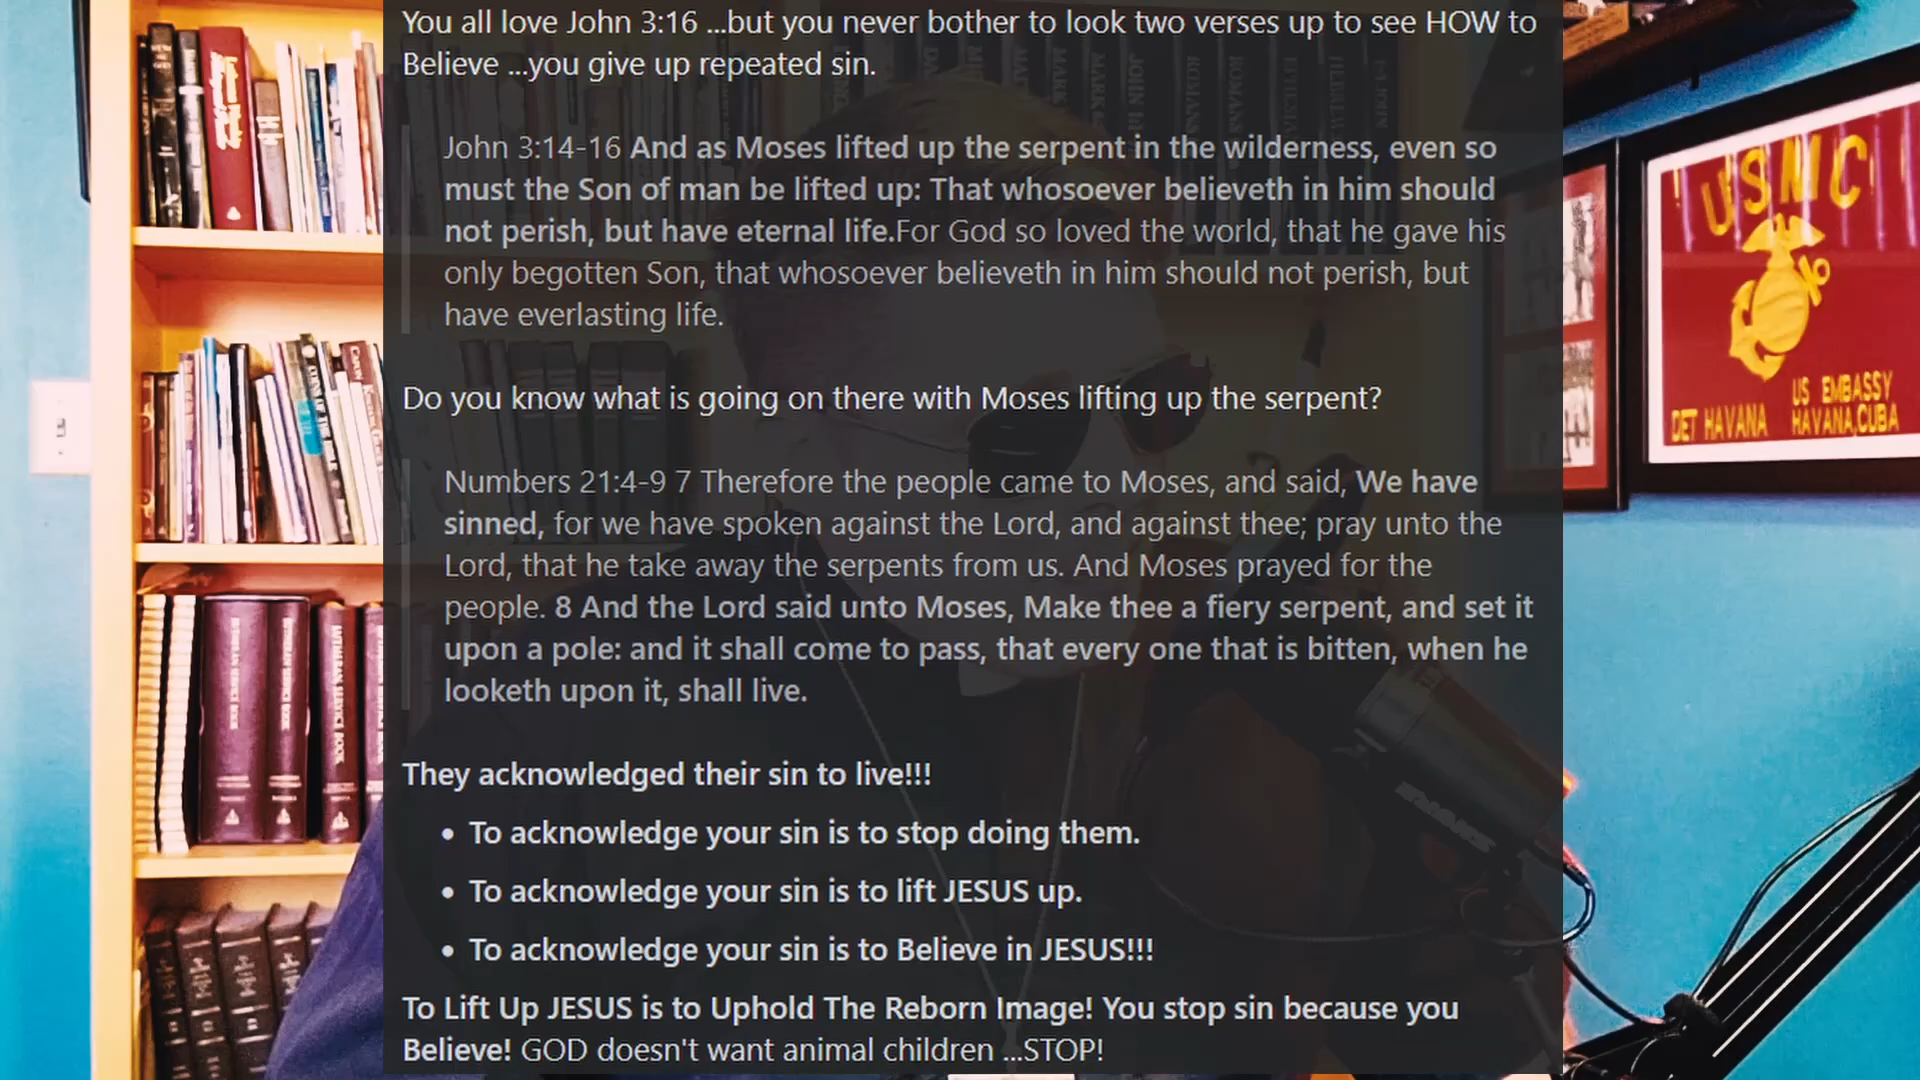 You all love John 3:16 ...but you never bother to look two verses up to see HOW to
Believe ...you give up repeated sin.
John 3:14-16 And as Moses lifted up the serpent in the wilderness, even so
must the Son of man be lifted up: That whosoever believeth in him should
not perish, but have eternal life.For God so loved the world, that he gave his
only begotten Son, that whosoever believeth in him should not perish, but
have everlasting life.
Do you know what is going on there with Moses lifting up the serpent?
Numbers 21:4-9 7 Therefore the people came to Moses, and said, We have
sinned, for we have spoken against the Lord, and against thee; pray unto the
Lord, that he take away the serpents from us. And Moses prayed for the
people. 8 And the Lord said unto Moses, Make thee a fiery serpent, and set it
upon a pole: and it shall come to pass, that every one that is bitten, when he
looketh upon it, shall live.
They acknowledged their sin to live!!!
• To acknowledge your sin is to stop doing them.
• To acknowledge your sin is to lift JESUS up.
• To acknowledge your sin is to Believe in JESUS!!!
To Lift Up JESUS is to Uphold The Reborn Image! You stop sin because you
Believe! GOD doesn't want animal children ...STOP!
USMC
US EMBASSY
DET HAVANA HAVANA,CUBA